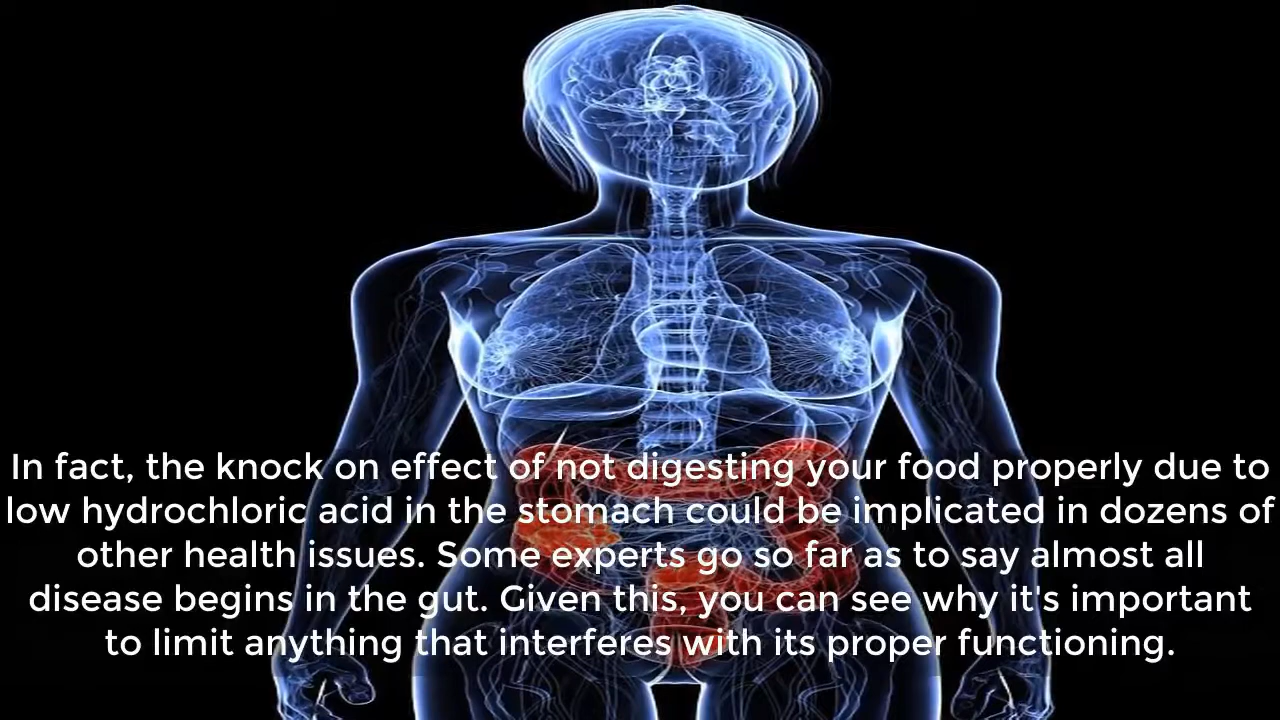 In fact, the knock on effect of not digesting your food properly due to
low hydrochloric acid in the stomach could be implicated in dozens of
other health issues. Some experts go so far as to say almost all
disease begins in the gut. Given this, you can see why it's important
to limit anything that interferes with its proper functioning.